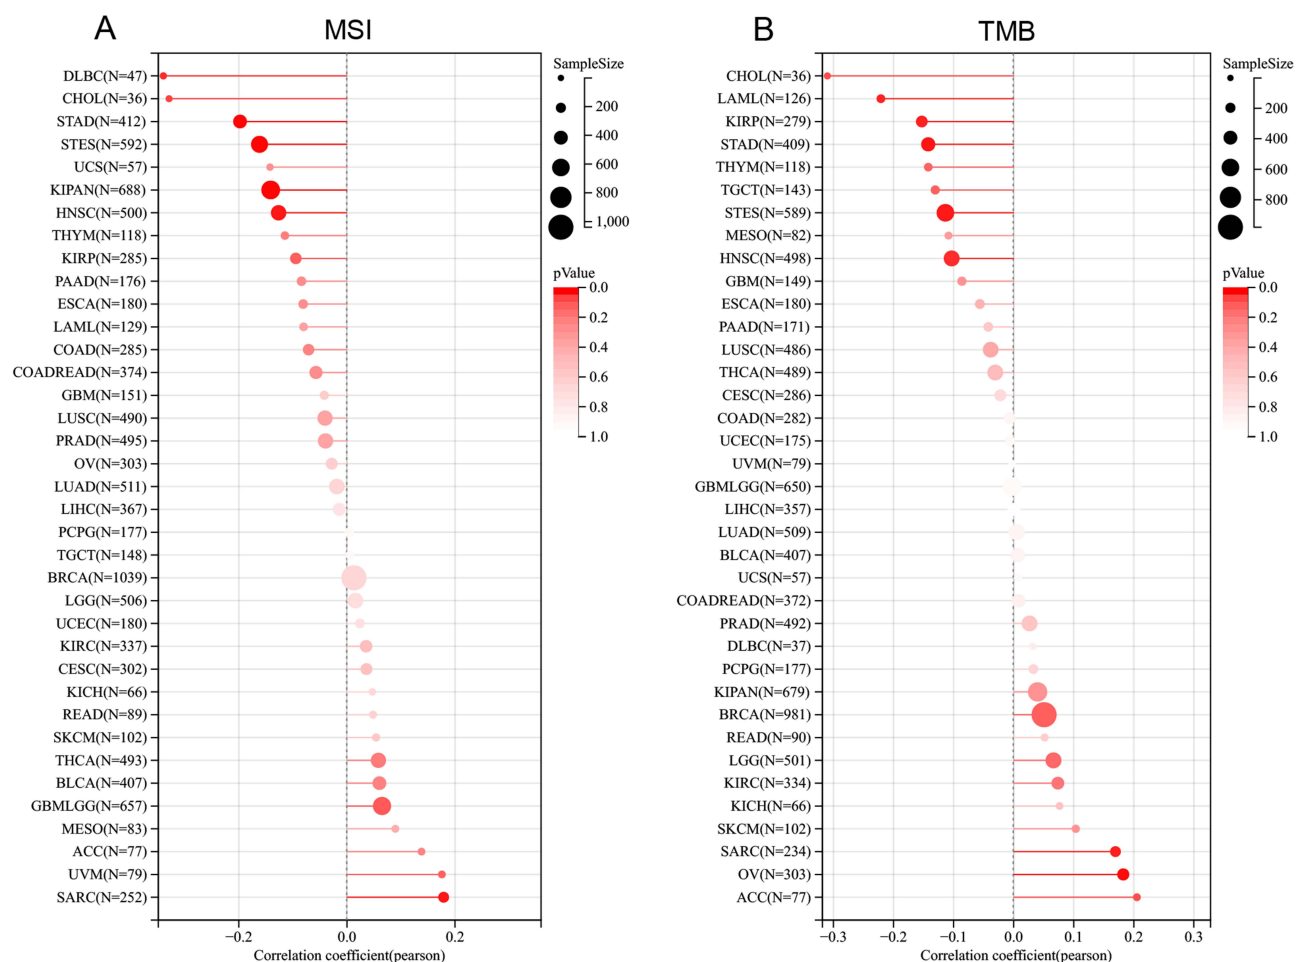 A MSI
DLBC(N=47)
CHOL(N=36)
STAD(N=412)
STES(N=592)
UCS(N=57)
KIPAN(N=688)
HNSC(N=500)
THYM(N=118)
KIRP(N=285)
PAAD(N=176)
ESCA(N=180)
LAML(N=129)
COAD(N=285)
COADREAD(N=374)
GBM(N=151)
LUSC(N=490)
PRAD(N=495)
OV(N=303)
LUAD(N=511)
LIHC(N=367)
PCPG(N=177)
TGCT(N=148)
BRCA(N=1039)
LGG(N=506)
UCEC(N=180)
KIRC(N=337)
CESC(N=302)
KICH(N=66)
READ(N=89)
SKCM(N=102)
THCA(N=493)
BLCA(N=407)
GBMLGG(N=657)
MESO(N=83)
ACC(N=77)
UVM(N=79)
SARC(N=252)
−0.2 0.0 0.2
Correlation coefficient(pearson)
SampleSize
200
400
600
800
1,000
pValue
0.0
0.2
0.4
0.6
0.8
1.0
B TMB
CHOL(N=36)
LAML(N=126)
KIRP(N=279)
STAD(N=409)
THYM(N=118)
TGCT(N=143)
STES(N=589)
MESO(N=82)
HNSC(N=498)
GBM(N=149)
ESCA(N=180)
PAAD(N=171)
LUSC(N=486)
THCA(N=489)
CESC(N=286)
COAD(N=282)
UCEC(N=175)
UVM(N=79)
GBMLGG(N=650)
LIHC(N=357)
LUAD(N=509)
BLCA(N=407)
UCS(N=57)
COADREAD(N=372)
PRAD(N=492)
DLBC(N=37)
PCPG(N=177)
KIPAN(N=679)
BRCA(N=981)
READ(N=90)
LGG(N=501)
KIRC(N=334)
KICH(N=66)
SKCM(N=102)
SARC(N=234)
OV(N=303)
ACC(N=77)
−0.3 −0.2 −0.1 0.0 0.1 0.2 0.3
Correlation coefficient(pearson)
SampleSize
200
400
600
800
pValue
0.0
0.2
0.4
0.6
0.8
1.0